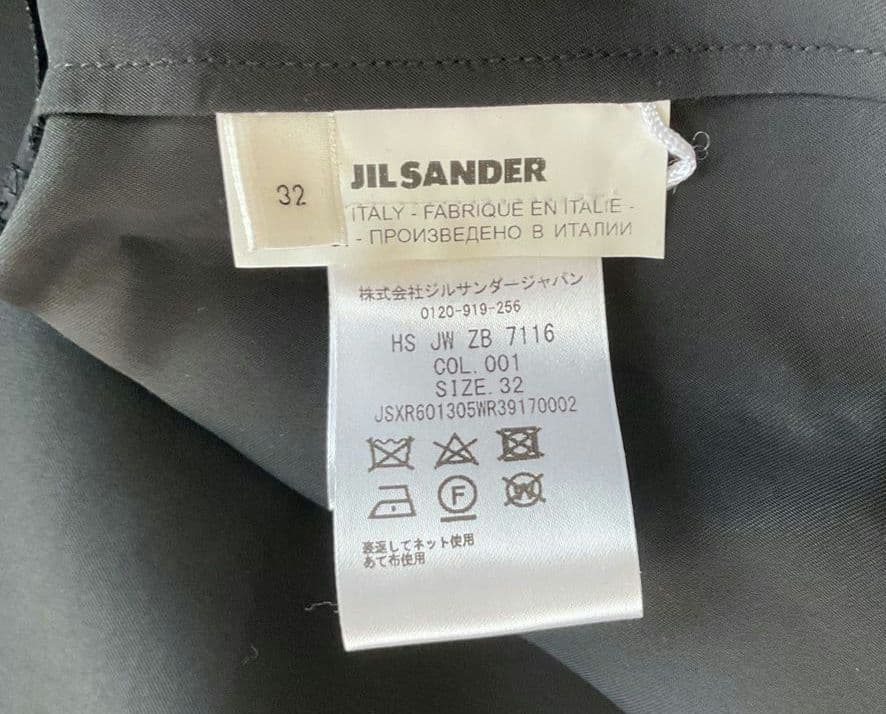 32
JIL SANDER
ITALY - FABRIQUE EN ITALIE -
- ПРОИЗВЕДЕНО В ИТАЛИИ
株式会社ジルサンダージャパン
0120-919-256
HS JW ZB 7116
COL. 001
SIZE. 32
JSXR601305WR39170002
F
W
裏返してネット使用
あて布使用